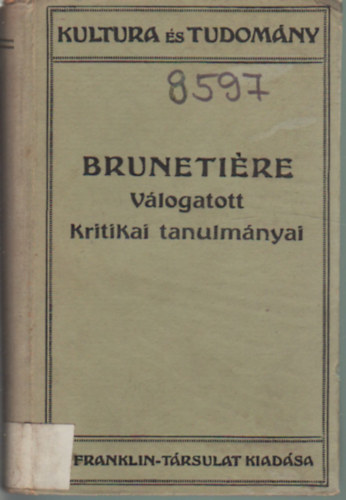 KULTURA ÉS TUDOMÁNY
8597
BRUNETIÈRE
Válogatott
Kritikai tanulmányai
FRANKLIN-TÁRSULAT KIADÁSA